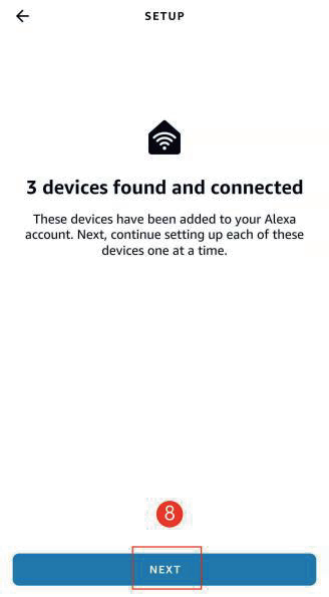 SETUP
3 devices found and connected
These devices have been added to your Alexa
account. Next, continue setting up each of these
devices one at a time.
8
NEXT